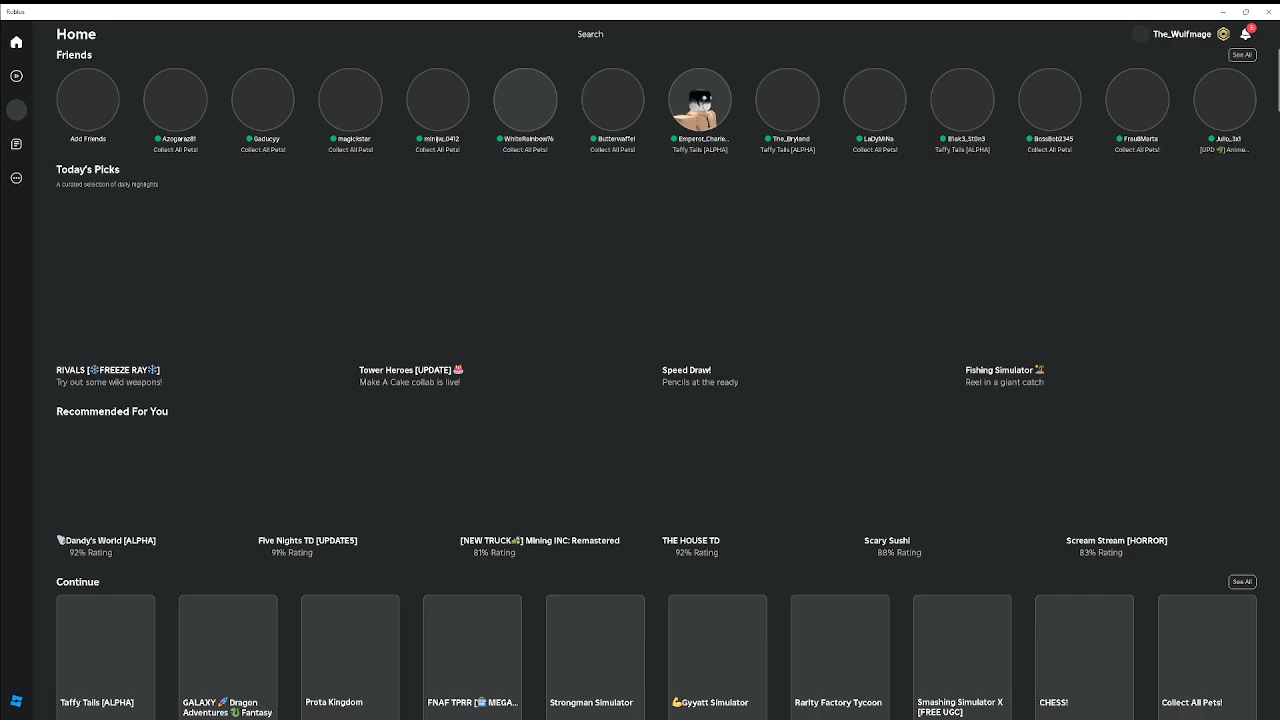 Roblox
Home
Search
The_Wulfmage
6
Friends
See All
Add Friends
Azograz81
Collect All Pets!
Gaducyy
Collect All Pets!
magickstar
Collect All Pets!
minjw_0412
Collect All Pets!
WhiteRainbow76
Collect All Pets!
Butterwaffel
Collect All Pets!
Emperor_Charle...
Taffy Tails [ALPHA]
The_Bryland
Taffy Tails [ALPHA]
LaDyMiNa
Collect All Pets!
Bl4k3_St0n3
Taffy Tails [ALPHA]
BossBob2345
Collect All Pets!
Frau8Marta
Collect All Pets!
Julio_3x1
[UPD 🌴] Anime...
Today's Picks
A curated selection of daily highlights
RIVALS [❄️FREEZE RAY❄️]
Try out some wild weapons!
Tower Heroes [UPDATE] 🎂
Make A Cake collab is live!
Speed Draw!
Pencils at the ready
Fishing Simulator 🏝️
Reel in a giant catch
Recommended For You
Dandy's World [ALPHA]
92% Rating
Five Nights TD [UPDATE5]
91% Rating
[NEW TRUCK🏕️] Mining INC: Remastered
81% Rating
THE HOUSE TD
92% Rating
Scary Sushi
88% Rating
Scream Stream [HORROR]
83% Rating
Continue
See All
Taffy Tails [ALPHA]
GALAXY 🚀 Dragon
Adventures 🐉 Fantasy
Prota Kingdom
FNAF TPRR [🤖 MEGA...
Strongman Simulator
💪Gyyatt Simulator
Rarity Factory Tycoon
Smashing Simulator X
[FREE UGC]
CHESS!
Collect All Pets!